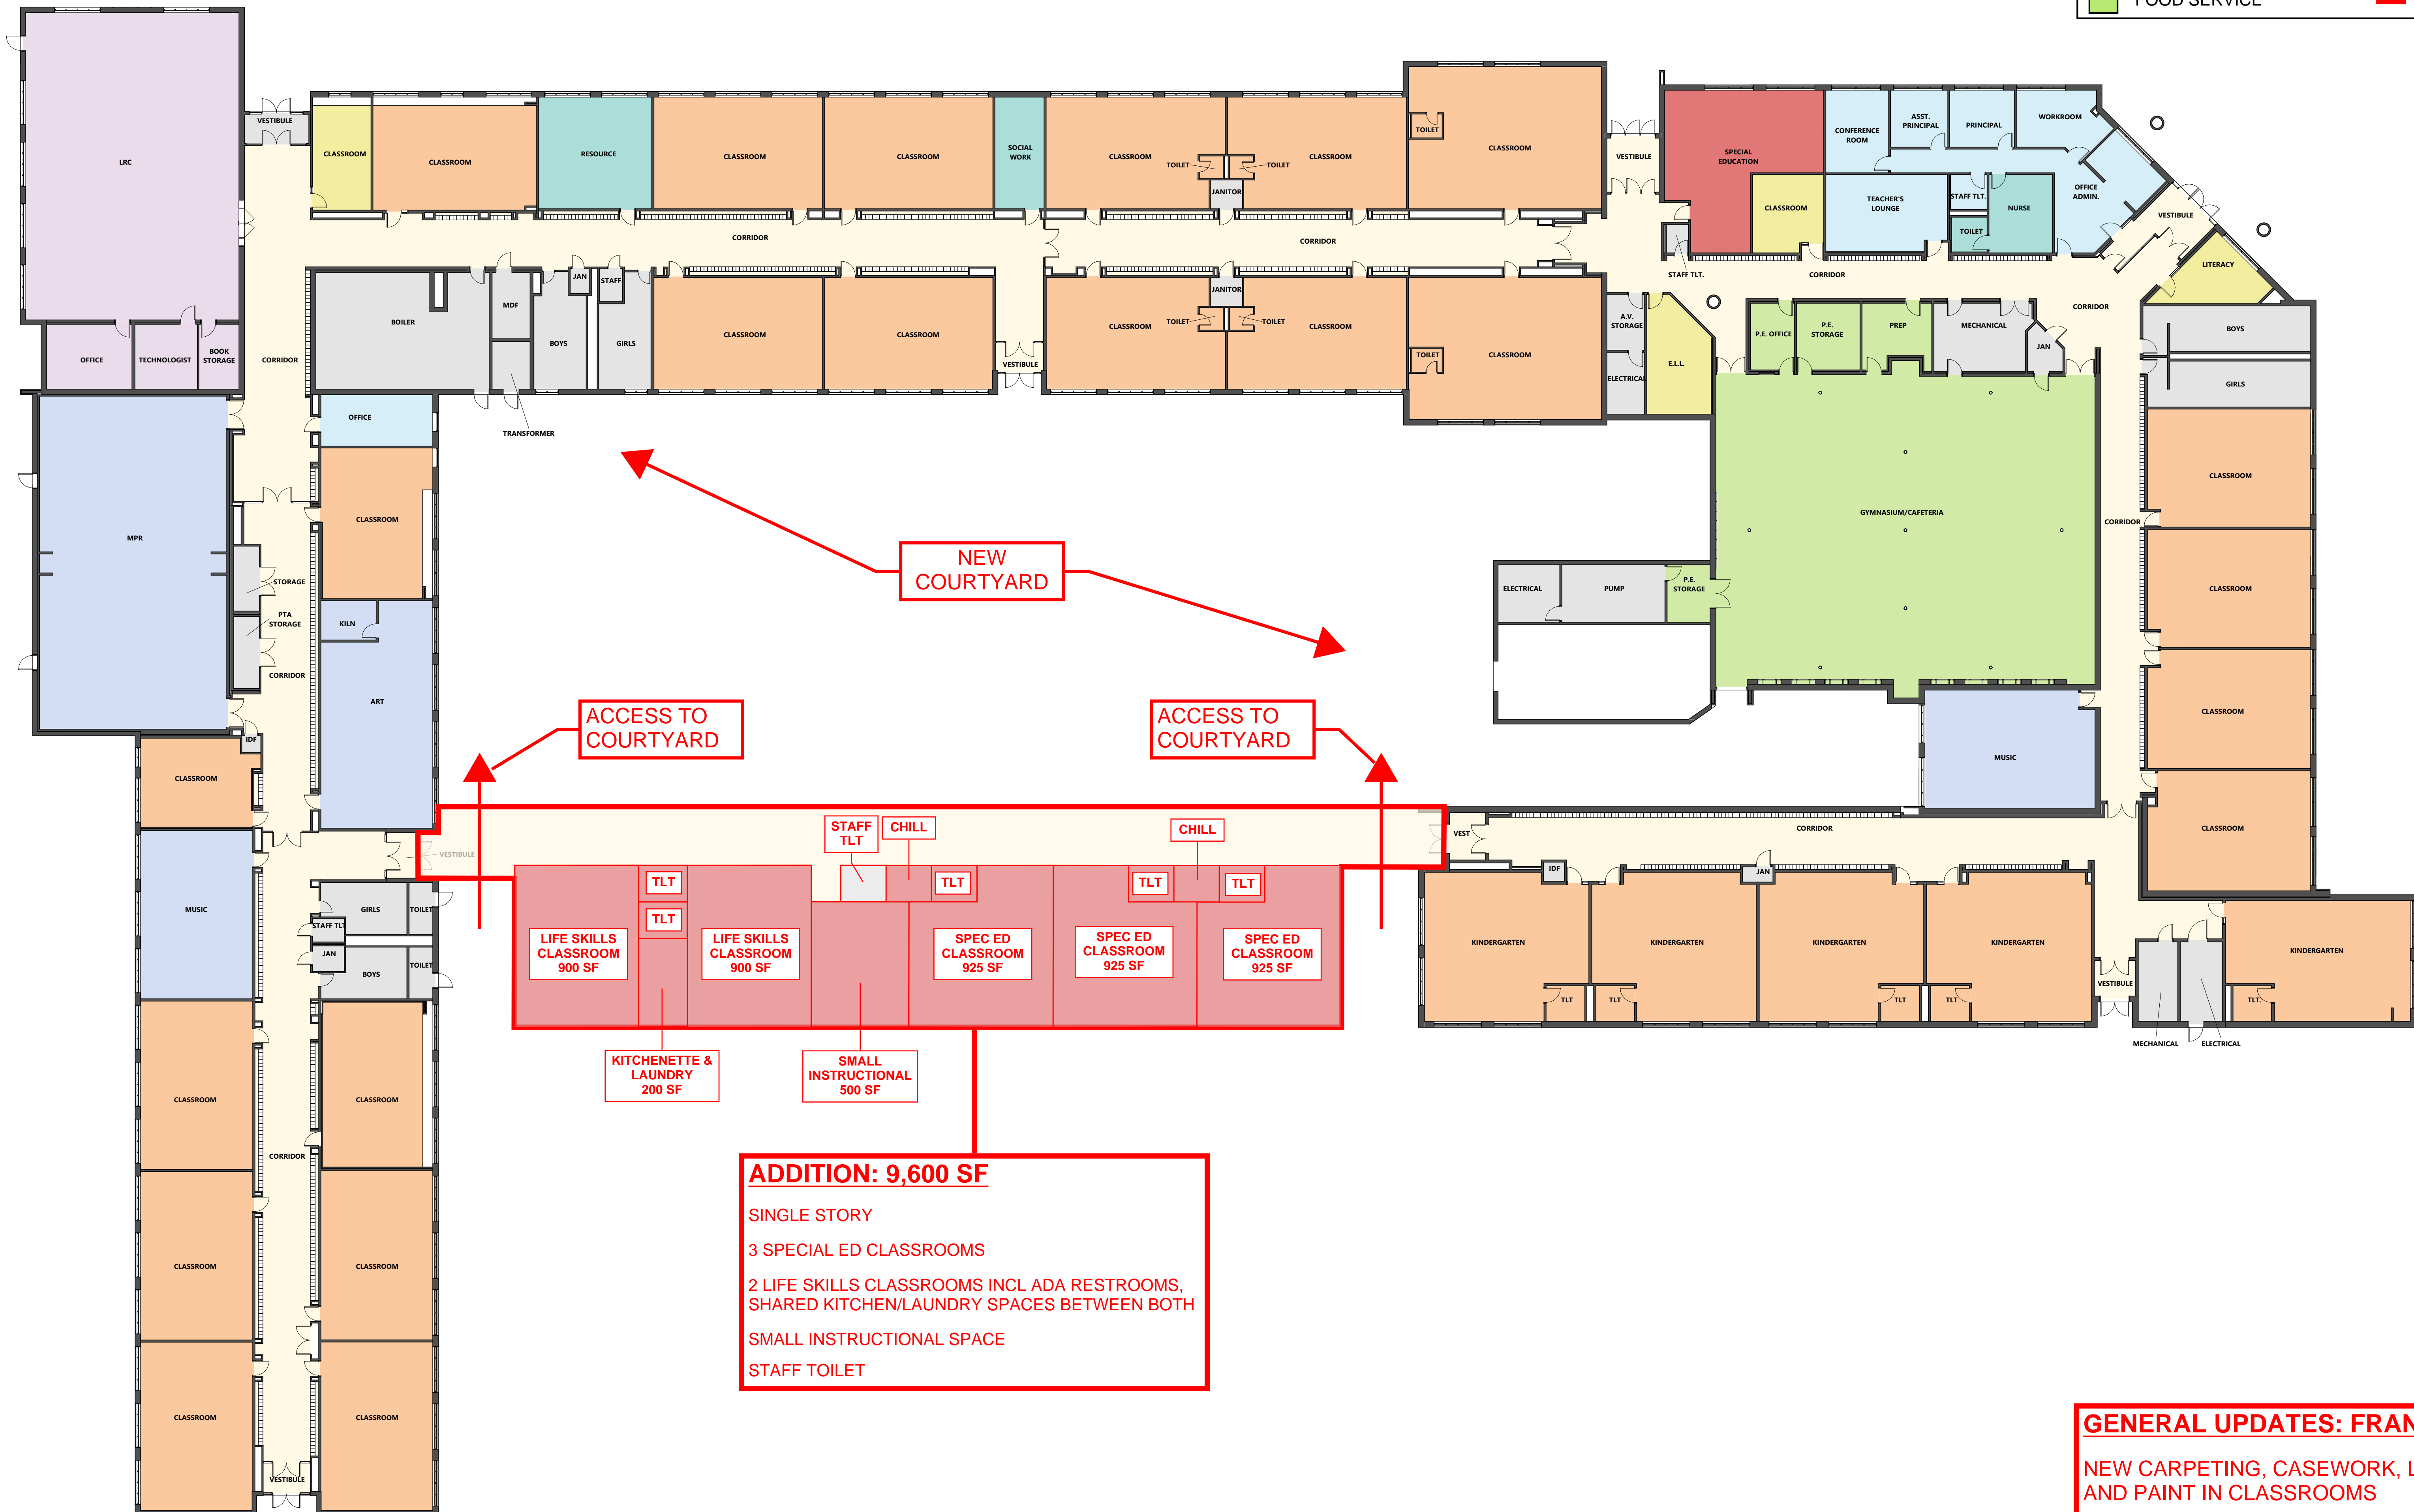 FOOD SERVICE
LRC
VESTIBULE
CLASSROOM
CLASSROOM
RESOURCE
CLASSROOM
CLASSROOM
SOCIAL
WORK
CLASSROOM
TOILET
TOILET
JANITOR
CLASSROOM
TOILET
CLASSROOM
VESTIBULE
SPECIAL
EDUCATION
CONFERENCE
ROOM
ASST.
PRINCIPAL
PRINCIPAL
WORKROOM
CLASSROOM
TEACHER'S
LOUNGE
STAFF TLT.
TOILET
NURSE
OFFICE
ADMIN.
VESTIBULE
LITERACY
CORRIDOR
CORRIDOR
STAFF TLT.
CORRIDOR
CORRIDOR
OFFICE
TECHNOLOGIST
BOOK
STORAGE
CORRIDOR
BOILER
MDF
JAN
STAFF
BOYS
GIRLS
CLASSROOM
CLASSROOM
VESTIBULE
CLASSROOM
JANITOR
TOILET
TOILET
CLASSROOM
TOILET
CLASSROOM
A.V.
STORAGE
ELECTRICAL
E.L.L.
P.E. OFFICE
P.E.
STORAGE
PREP
MECHANICAL
JAN
BOYS
GIRLS
TRANSFORMER
OFFICE
CLASSROOM
MPR
STORAGE
PTA
STORAGE
CORRIDOR
KILN
ART
IDF
CLASSROOM
NEW
COURTYARD
ELECTRICAL
PUMP
P.E.
STORAGE
GYMNASIUM/CAFETERIA
CORRIDOR
CLASSROOM
CLASSROOM
CLASSROOM
CLASSROOM
MUSIC
ACCESS TO
COURTYARD
ACCESS TO
COURTYARD
VESTIBULE
STAFF
TLT
CHILL
CHILL
VEST
CORRIDOR
TLT
TLT
TLT
TLT
TLT
LIFE SKILLS
CLASSROOM
900 SF
LIFE SKILLS
CLASSROOM
900 SF
SPEC ED
CLASSROOM
925 SF
SPEC ED
CLASSROOM
925 SF
SPEC ED
CLASSROOM
925 SF
KITCHENETTE &
LAUNDRY
200 SF
SMALL
INSTRUCTIONAL
500 SF
IDF
JAN
KINDERGARTEN
KINDERGARTEN
KINDERGARTEN
KINDERGARTEN
KINDERGARTEN
TLT
TLT
TLT
TLT
TLT.
VESTIBULE
MECHANICAL
ELECTRICAL
MUSIC
GIRLS
TOILET
STAFF TLT
JAN
BOYS
TOILET
CLASSROOM
CLASSROOM
CORRIDOR
CLASSROOM
CLASSROOM
CLASSROOM
CLASSROOM
VESTIBULE
ADDITION: 9,600 SF
SINGLE STORY
3 SPECIAL ED CLASSROOMS
2 LIFE SKILLS CLASSROOMS INCL ADA RESTROOMS,
SHARED KITCHEN/LAUNDRY SPACES BETWEEN BOTH
SMALL INSTRUCTIONAL SPACE
STAFF TOILET
GENERAL UPDATES: FRAN
NEW CARPETING, CASEWORK, L
AND PAINT IN CLASSROOMS